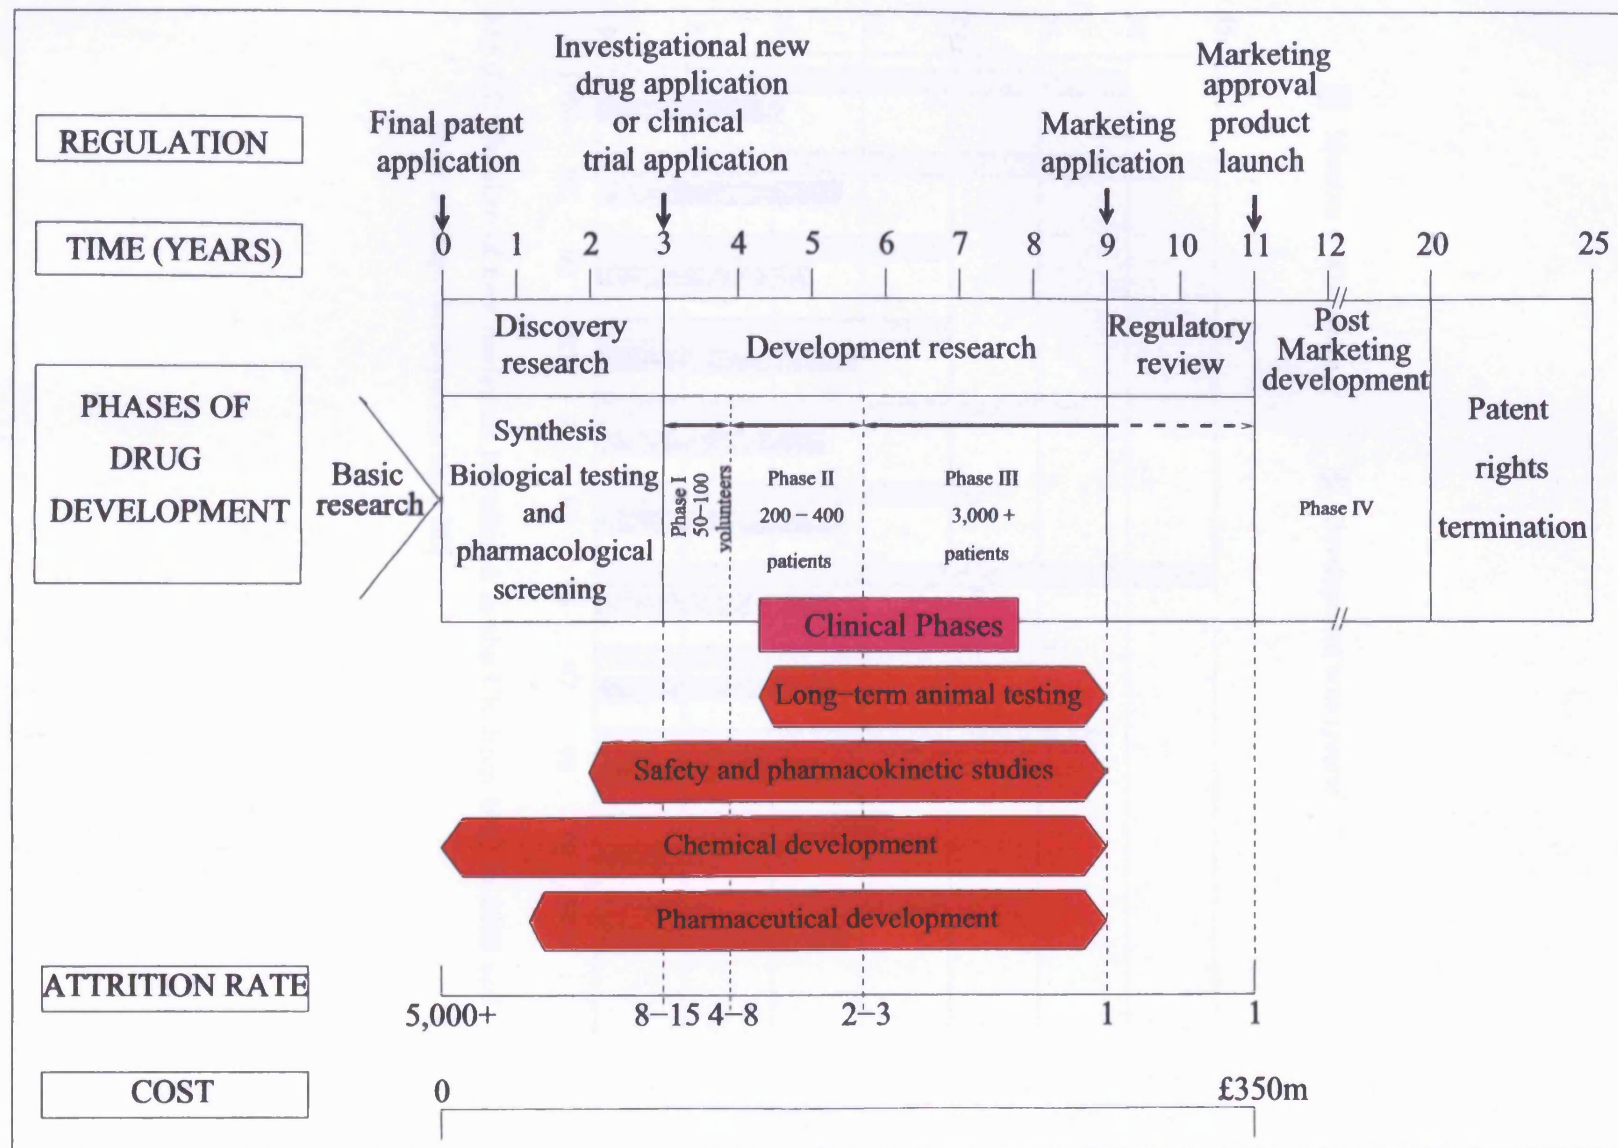 REGULATION
Final patent
application
Investigational new
drug application
or clinical
trial application
Marketing
application
Marketing
approval
product
launch
TIME (YEARS)
0 1 2 3 4 5 6 7 8 9 10 11 12 20 25
PHASES OF
DRUG
DEVELOPMENT
Basic
research
Discovery
research
Development research
Regulatory
review
Post
Marketing
development
Patent
rights
termination
Synthesis
Biological testing
and
pharmacological
screening
Phase I
50–100
volunteers
Phase II
200 – 400
patients
Phase III
3,000 +
patients
Phase IV
Clinical Phases
Long–term animal testing
Safety and pharmacokinetic studies
Chemical development
Pharmaceutical development
ATTRITION RATE
5,000+ 8–15 4–8 2–3 1 1
COST
0 £350m